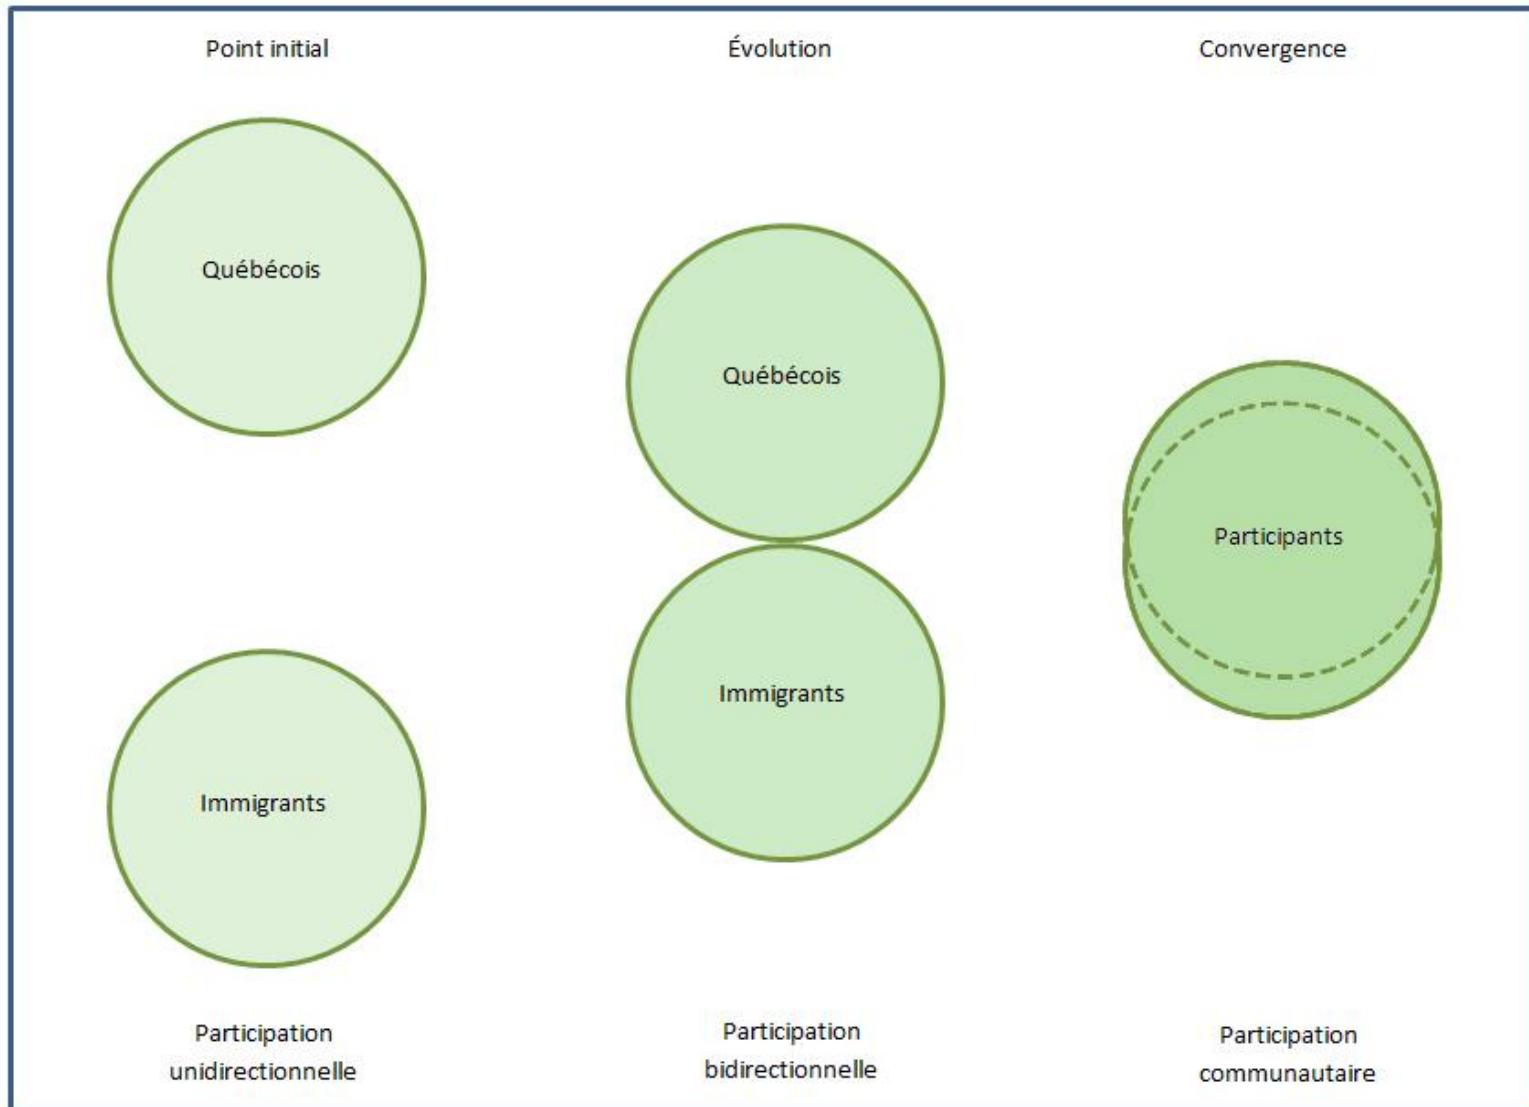 Point initial
Évolution
Convergence
Québécois
Québécois
Participants
Immigrants
Immigrants
Participation
unidirectionnelle
Participation
bidirectionnelle
Participation
communautaire